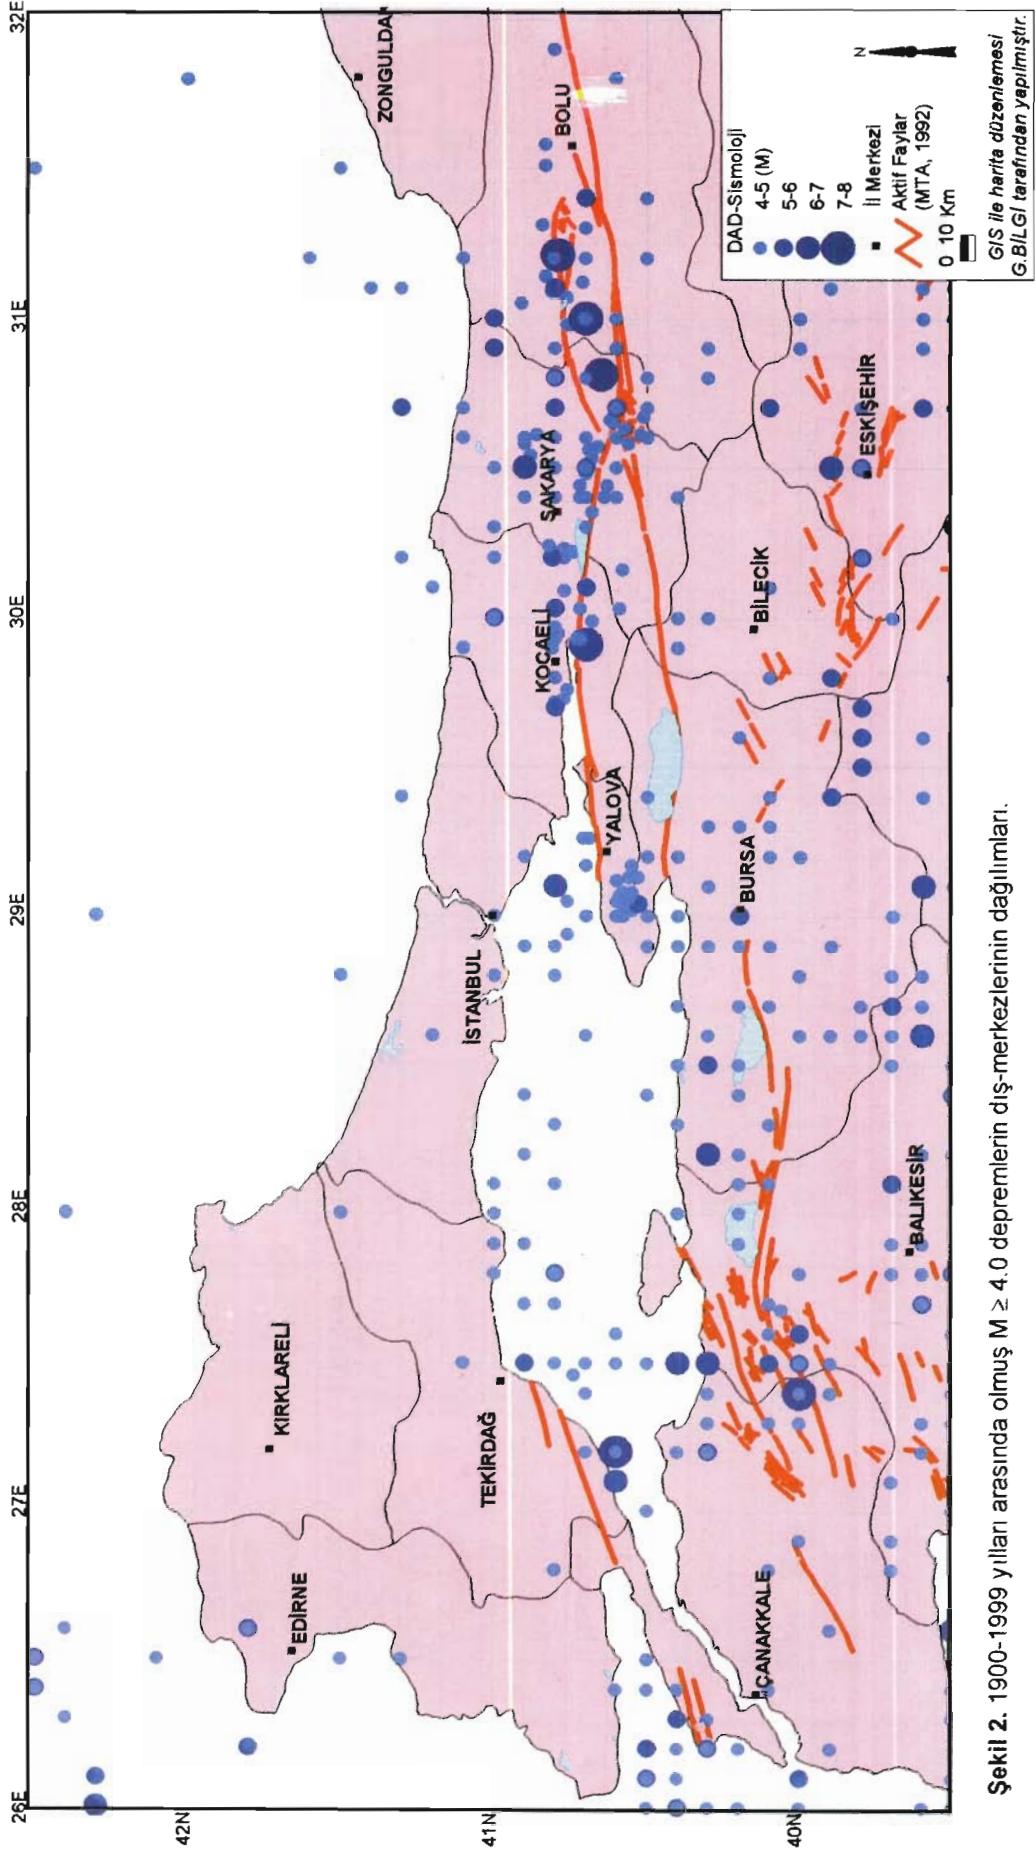 26E
27E
28E
29E
30E
31E
32E
42N
41N
40N
ZONGULDA
KIRKLARELİ
EDİRNE
TEKİRDAĞ
İSTANBUL
KOCAELİ
SAKARYA
BOLU
YALOVA
BURSA
BİLECİK
ESKİŞEHİR
ÇANAKKALE
BALIKESİR
DAD-Sismoloji
4-5 (M)
5-6
6-7
7-8
İl Merkezi
Aktif Faylar
(MTA, 1992)
0 10 Km
N
GIS ile harita düzenlemesi
G.BİLGİ tarafından yapılmıştır.
Şekil 2. 1900-1999 yılları arasında olmuş M ≥ 4.0 depremlerin dış-merkezlerinin dağılımları.